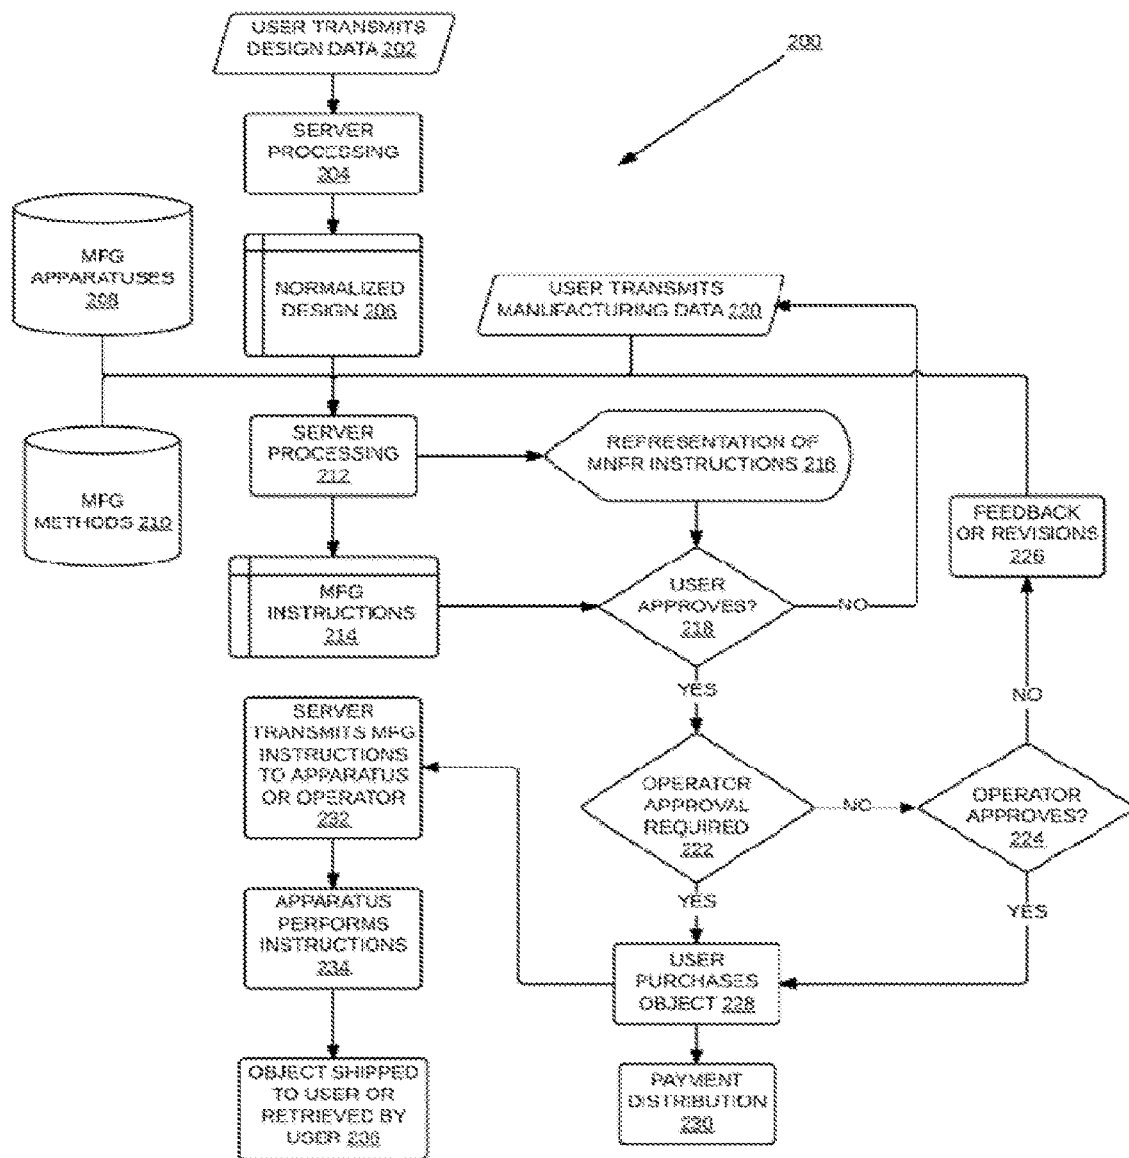 USER TRANSMITS
DESIGN DATA 202
200
SERVER
PROCESSING
204
MFG
APPARATUSES
208
NORMALIZED
DESIGN 206
USER TRANSMITS
MANUFACTURING DATA 220
SERVER
PROCESSING
212
REPRESENTATION OF
MNFR INSTRUCTIONS 216
MFG
METHODS 210
FEEDBACK
OR REVISIONS
226
MFG
INSTRUCTIONS
214
USER
APPROVES?
218
NO
YES
NO
SERVER
TRANSMITS MFG
INSTRUCTIONS
TO APPARATUS
OR OPERATOR
232
OPERATOR
APPROVAL
REQUIRED
222
NO
OPERATOR
APPROVES?
224
YES
YES
APPARATUS
PERFORMS
INSTRUCTIONS
234
USER
PURCHASES
OBJECT 228
OBJECT SHIPPED
TO USER OR
RETRIEVED BY
USER 236
PAYMENT
DISTRIBUTION
230